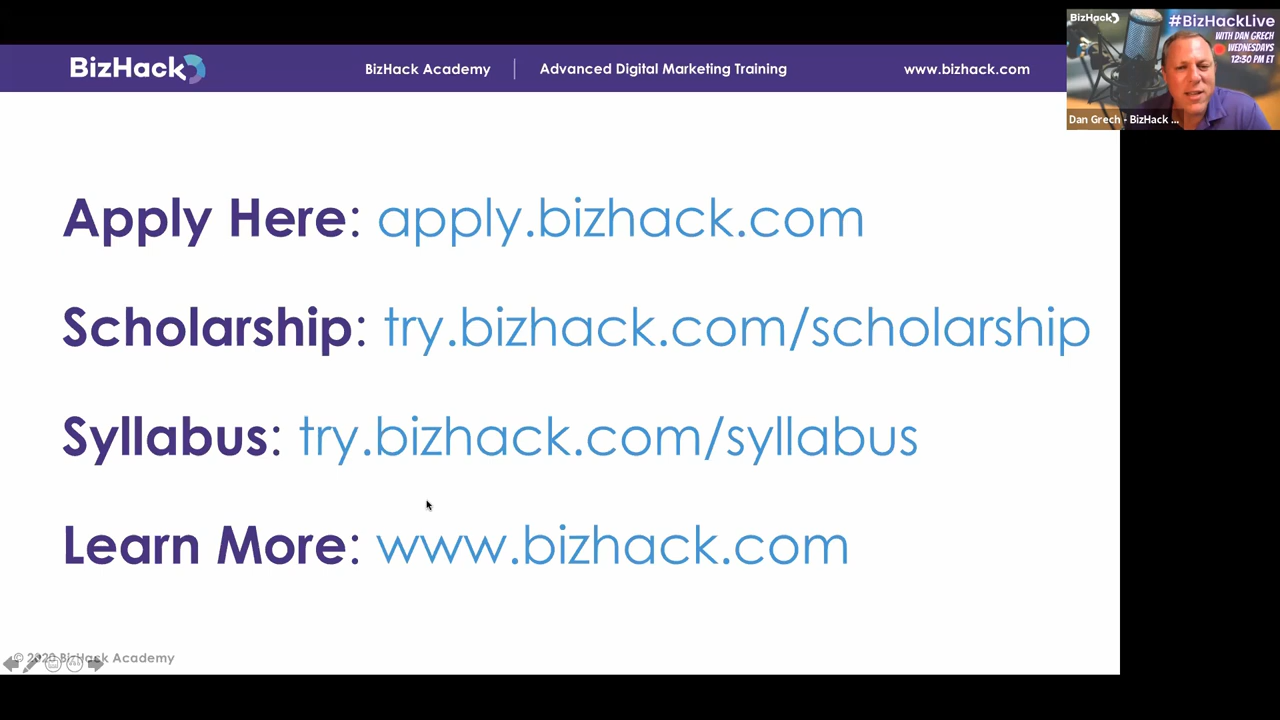 BizHack
BizHack Academy | Advanced Digital Marketing Training
www.bizhack.com
Apply Here: apply.bizhack.com
Scholarship: try.bizhack.com/scholarship
Syllabus: try.bizhack.com/syllabus
Learn More: www.bizhack.com
© 2020 BizHack Academy
BizHack
#BizHackLive
WITH DAN GRECH
WEDNESDAYS
12:30 PM ET
Dan Grech - BizHack ...